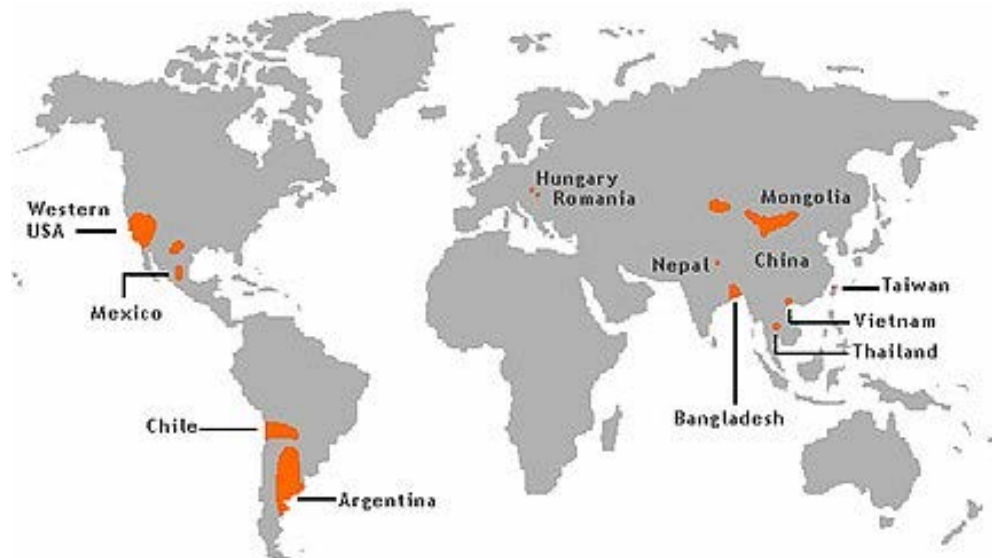 Hungary
Romania
Western
USA
Mongolia
Nepal
China
Taiwan
Mexico
Vietnam
Thailand
Bangladesh
Chile
Argentina